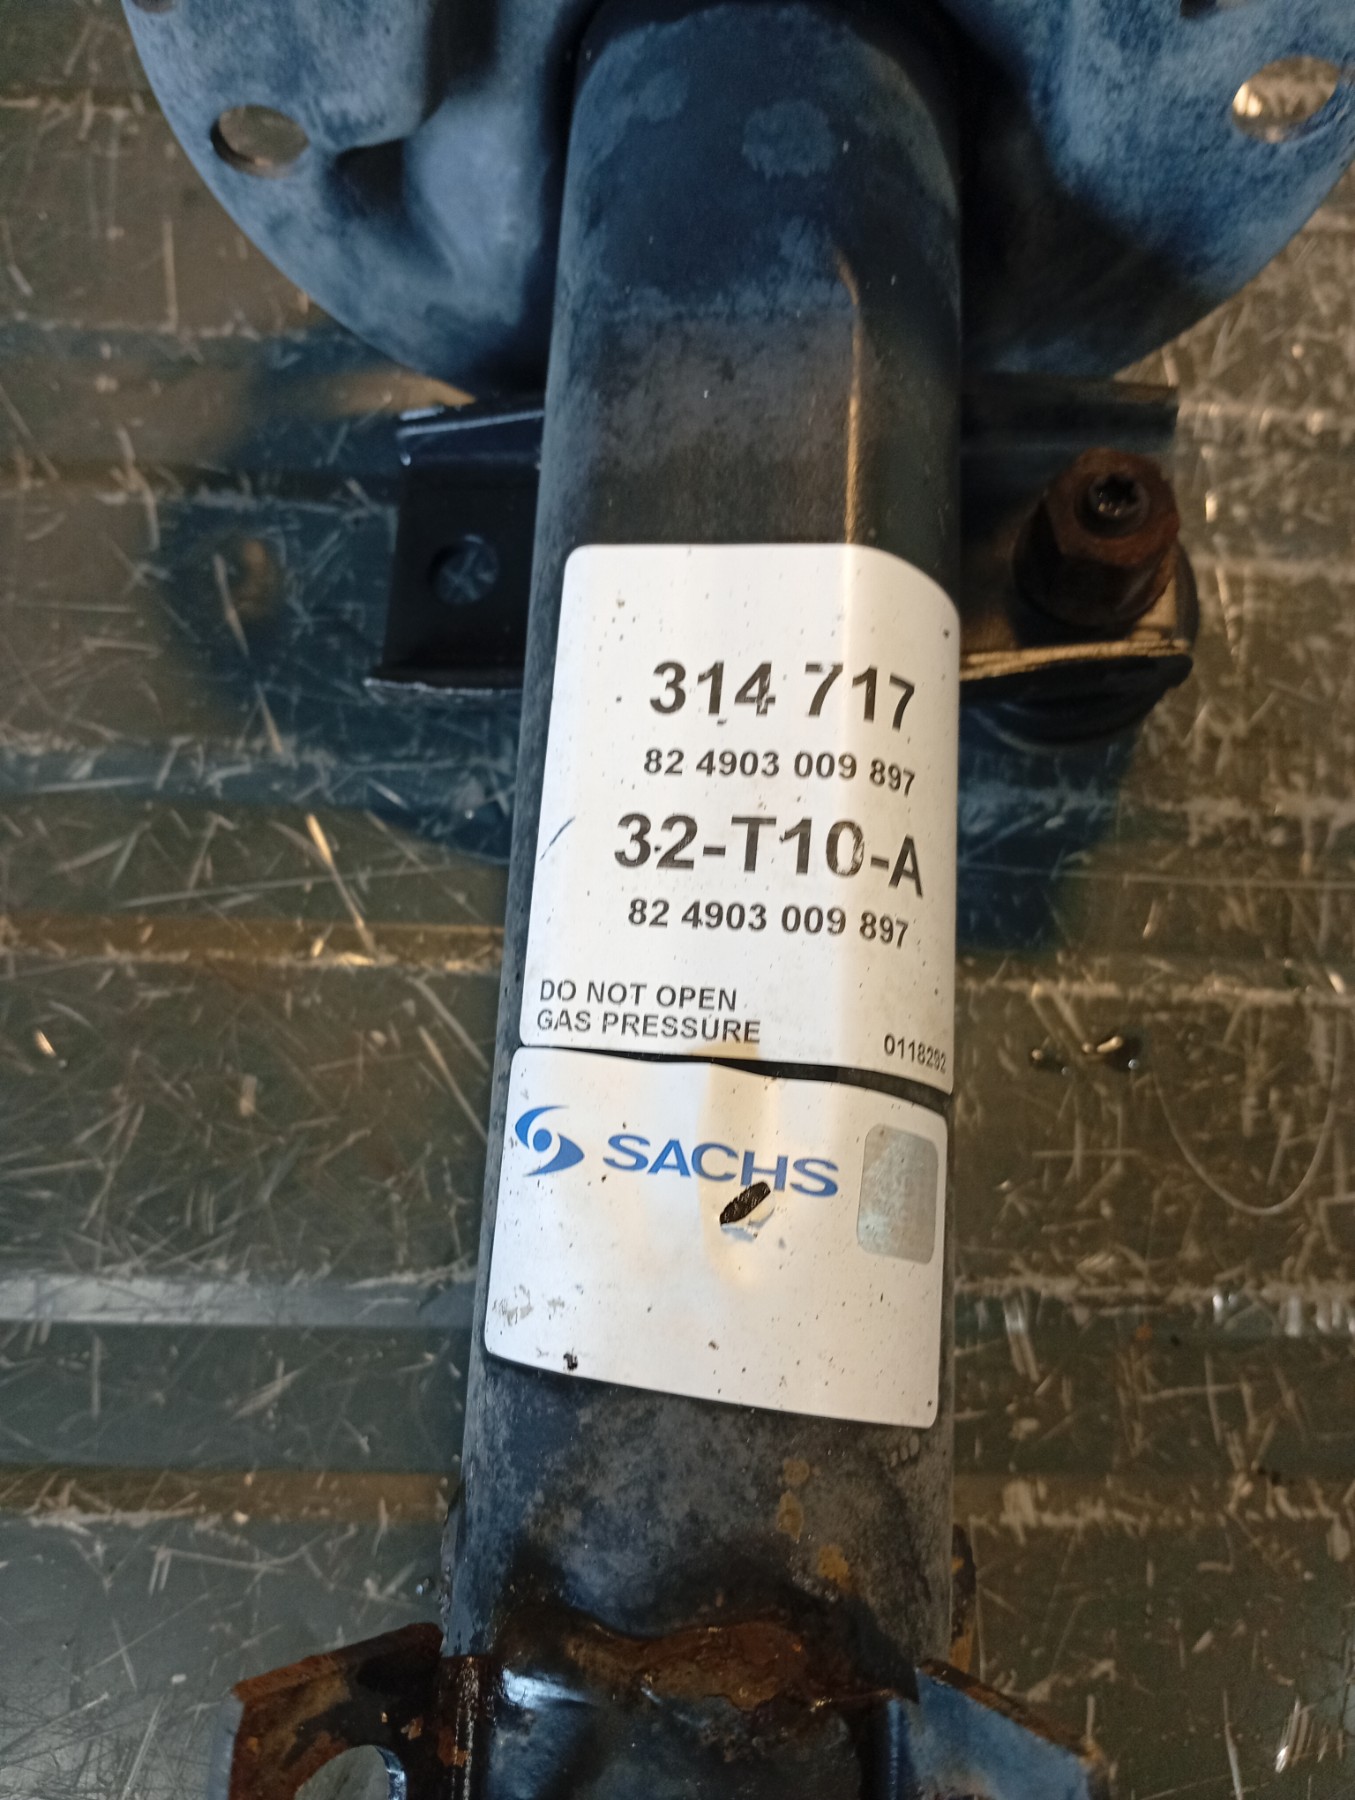 314 717
82 4903 009 897
32-T10-A
82 4903 009 897
DO NOT OPEN
GAS PRESSURE
0118292
SACHS